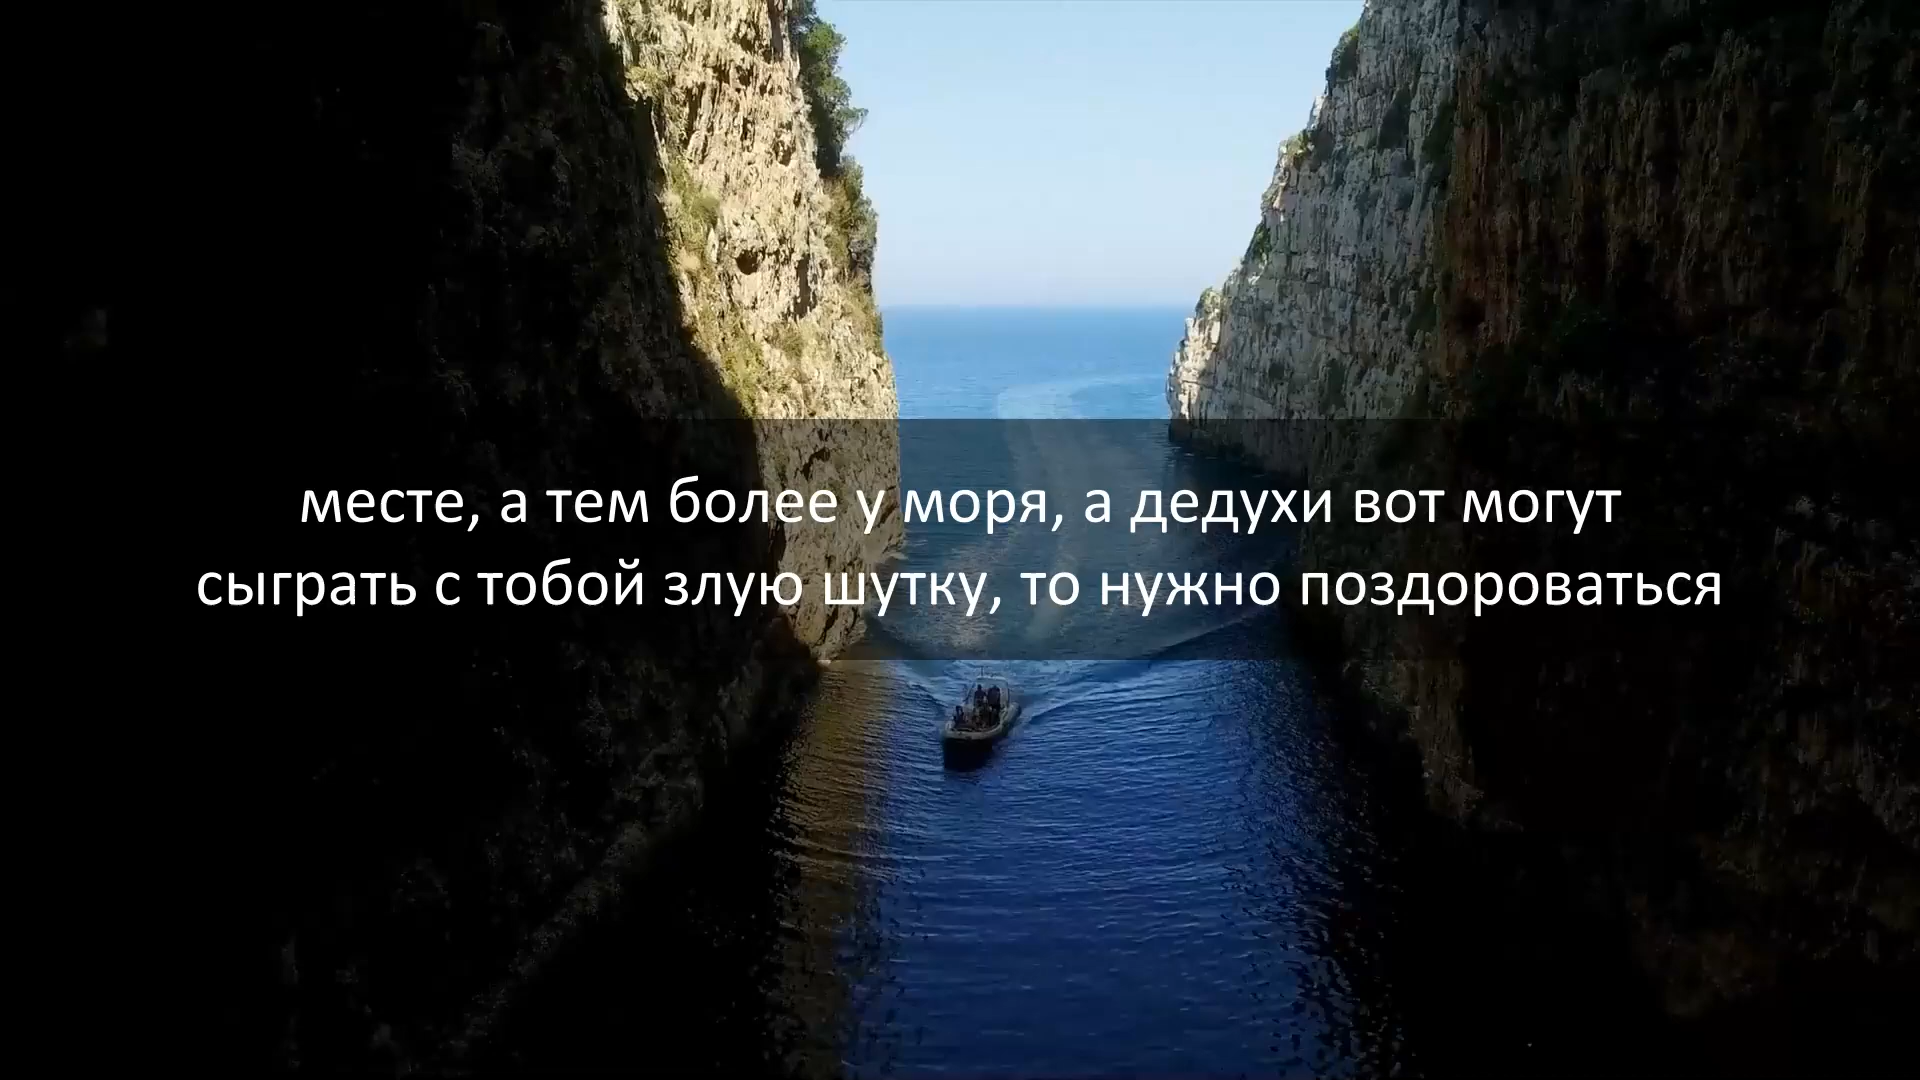 месте, а тем более у моря, а дедухи вот могут
сыграть с тобой злую шутку, то нужно поздороваться